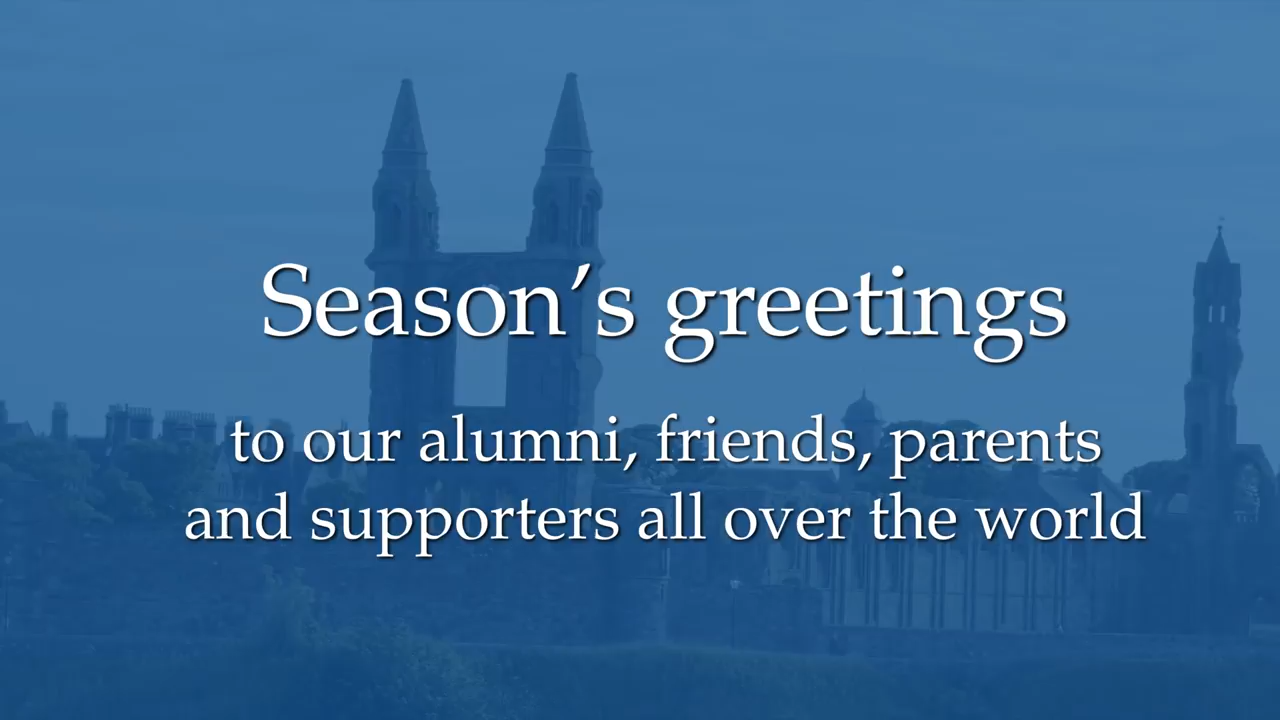 Season’s greetings
to our alumni, friends, parents
and supporters all over the world